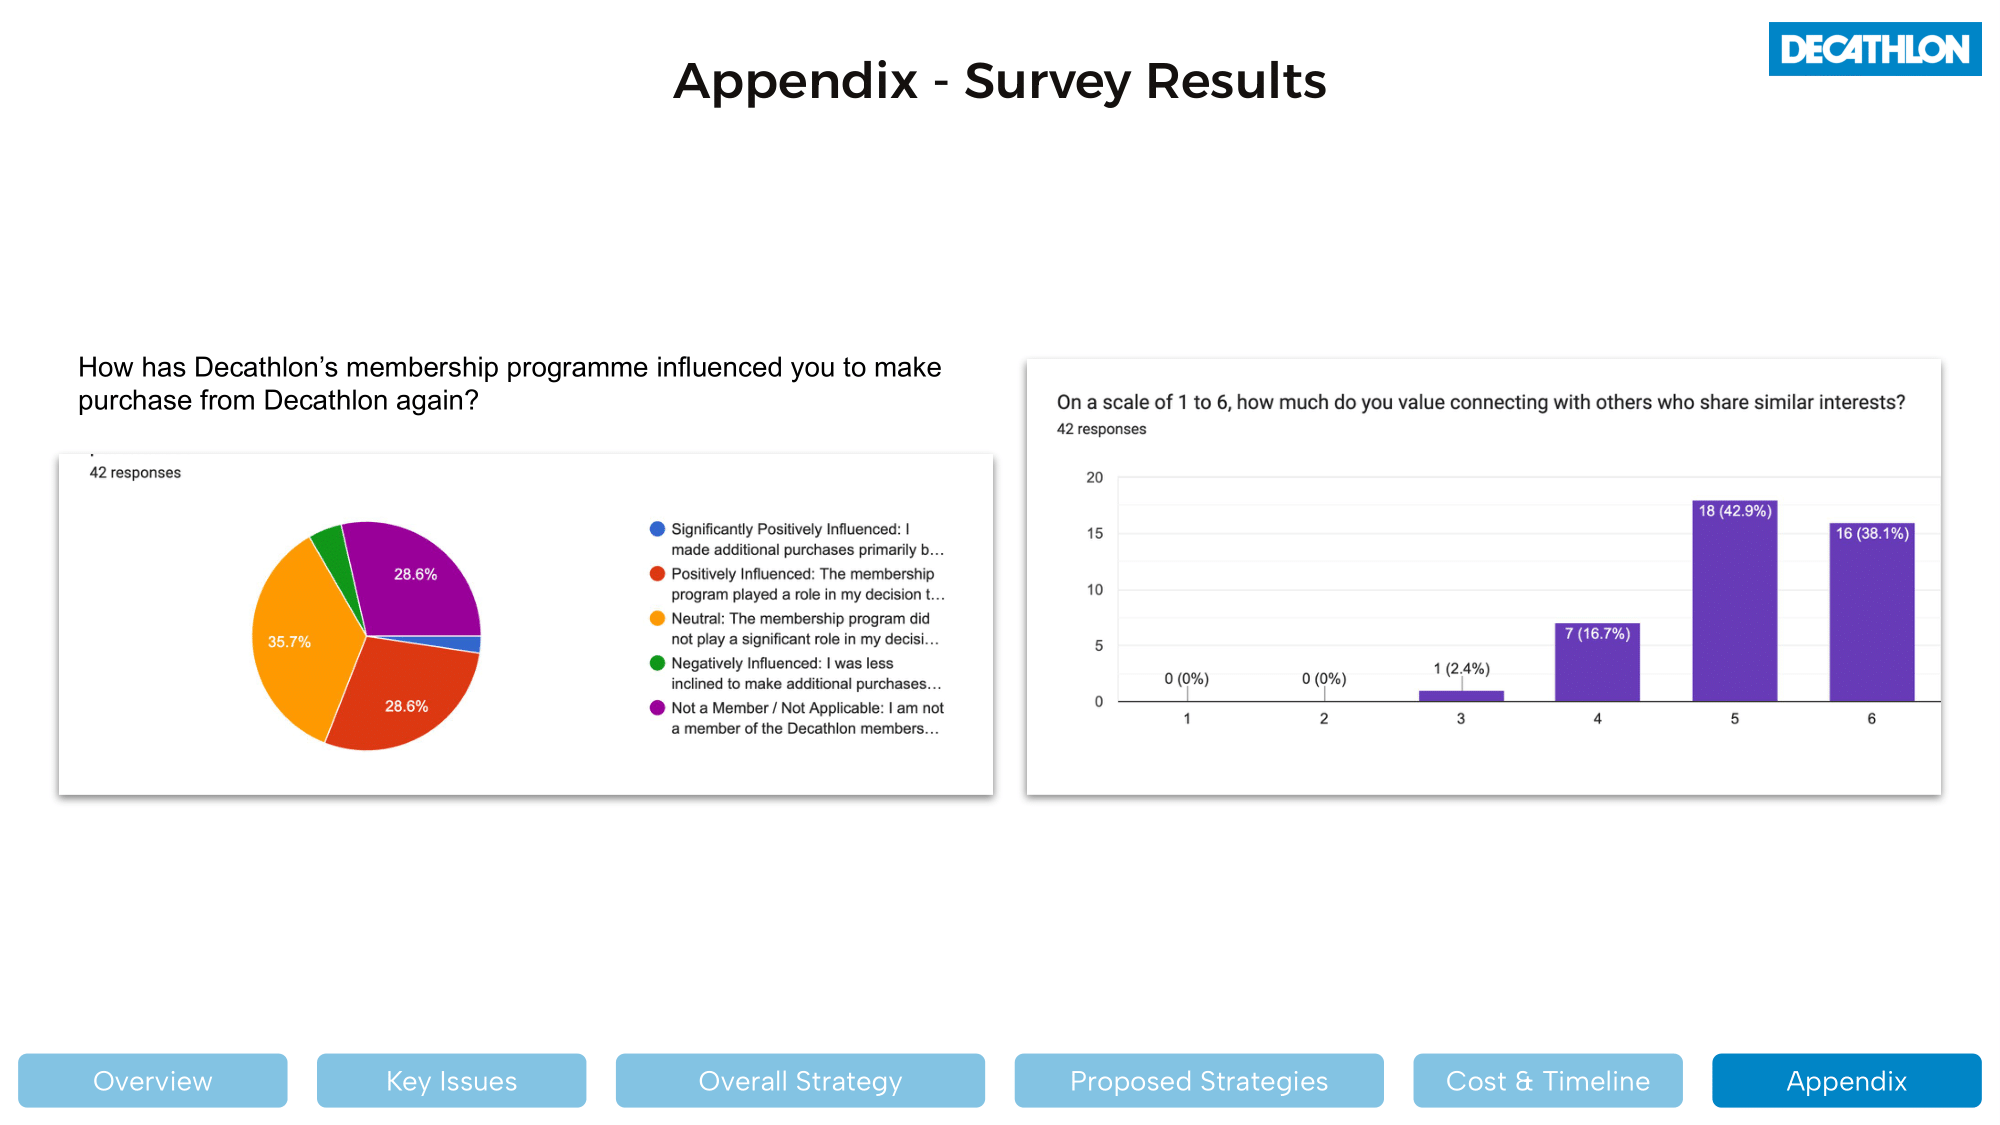 DECATHLON
Appendix - Survey Results
How has Decathlon’s membership programme influenced you to make
purchase from Decathlon again?
42 responses
28.6%
35.7%
28.6%
Significantly Positively Influenced: I
made additional purchases primarily b...
Positively Influenced: The membership
program played a role in my decision t...
Neutral: The membership program did
not play a significant role in my decisi...
Negatively Influenced: I was less
inclined to make additional purchases...
Not a Member / Not Applicable: I am not
a member of the Decathlon members...
On a scale of 1 to 6, how much do you value connecting with others who share similar interests?
42 responses
20
15
10
5
0
0 (0%)
0 (0%)
1 (2.4%)
7 (16.7%)
18 (42.9%)
16 (38.1%)
1
2
3
4
5
6
Overview
Key Issues
Overall Strategy
Proposed Strategies
Cost & Timeline
Appendix